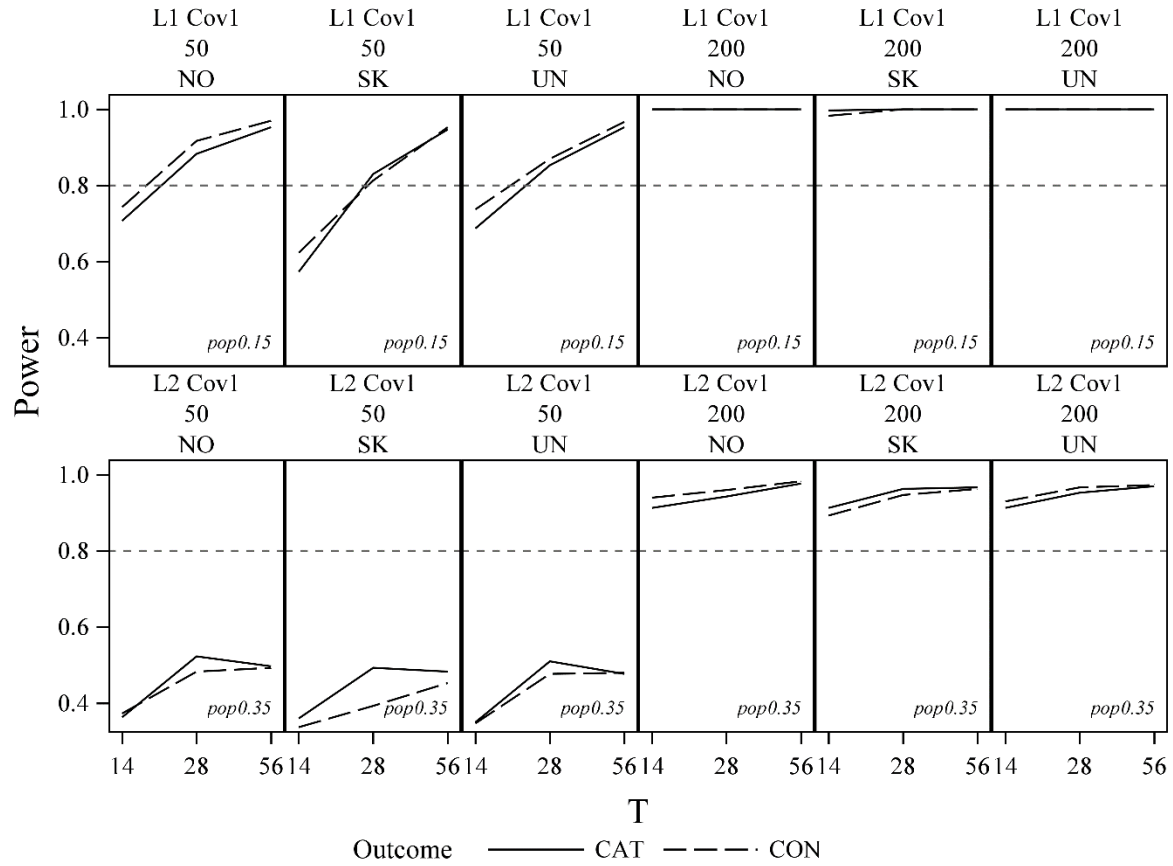 L1 Cov1 L1 Cov1 L1 Cov1 L1 Cov1 L1 Cov1 L1 Cov1
50 50 50 200 200 200
NO SK UN NO SK UN
1.0
0.8
0.6
0.4
pop0.15 pop0.15 pop0.15 pop0.15 pop0.15 pop0.15
Power
L2 Cov1 L2 Cov1 L2 Cov1 L2 Cov1 L2 Cov1 L2 Cov1
50 50 50 200 200 200
NO SK UN NO SK UN
1.0
0.8
0.6
0.4
pop0.35 pop0.35 pop0.35 pop0.35 pop0.35 pop0.35
14 28 56 14 28 56 14 28 56 14 28 56 14 28 56 14 28 56
T
Outcome CAT CON